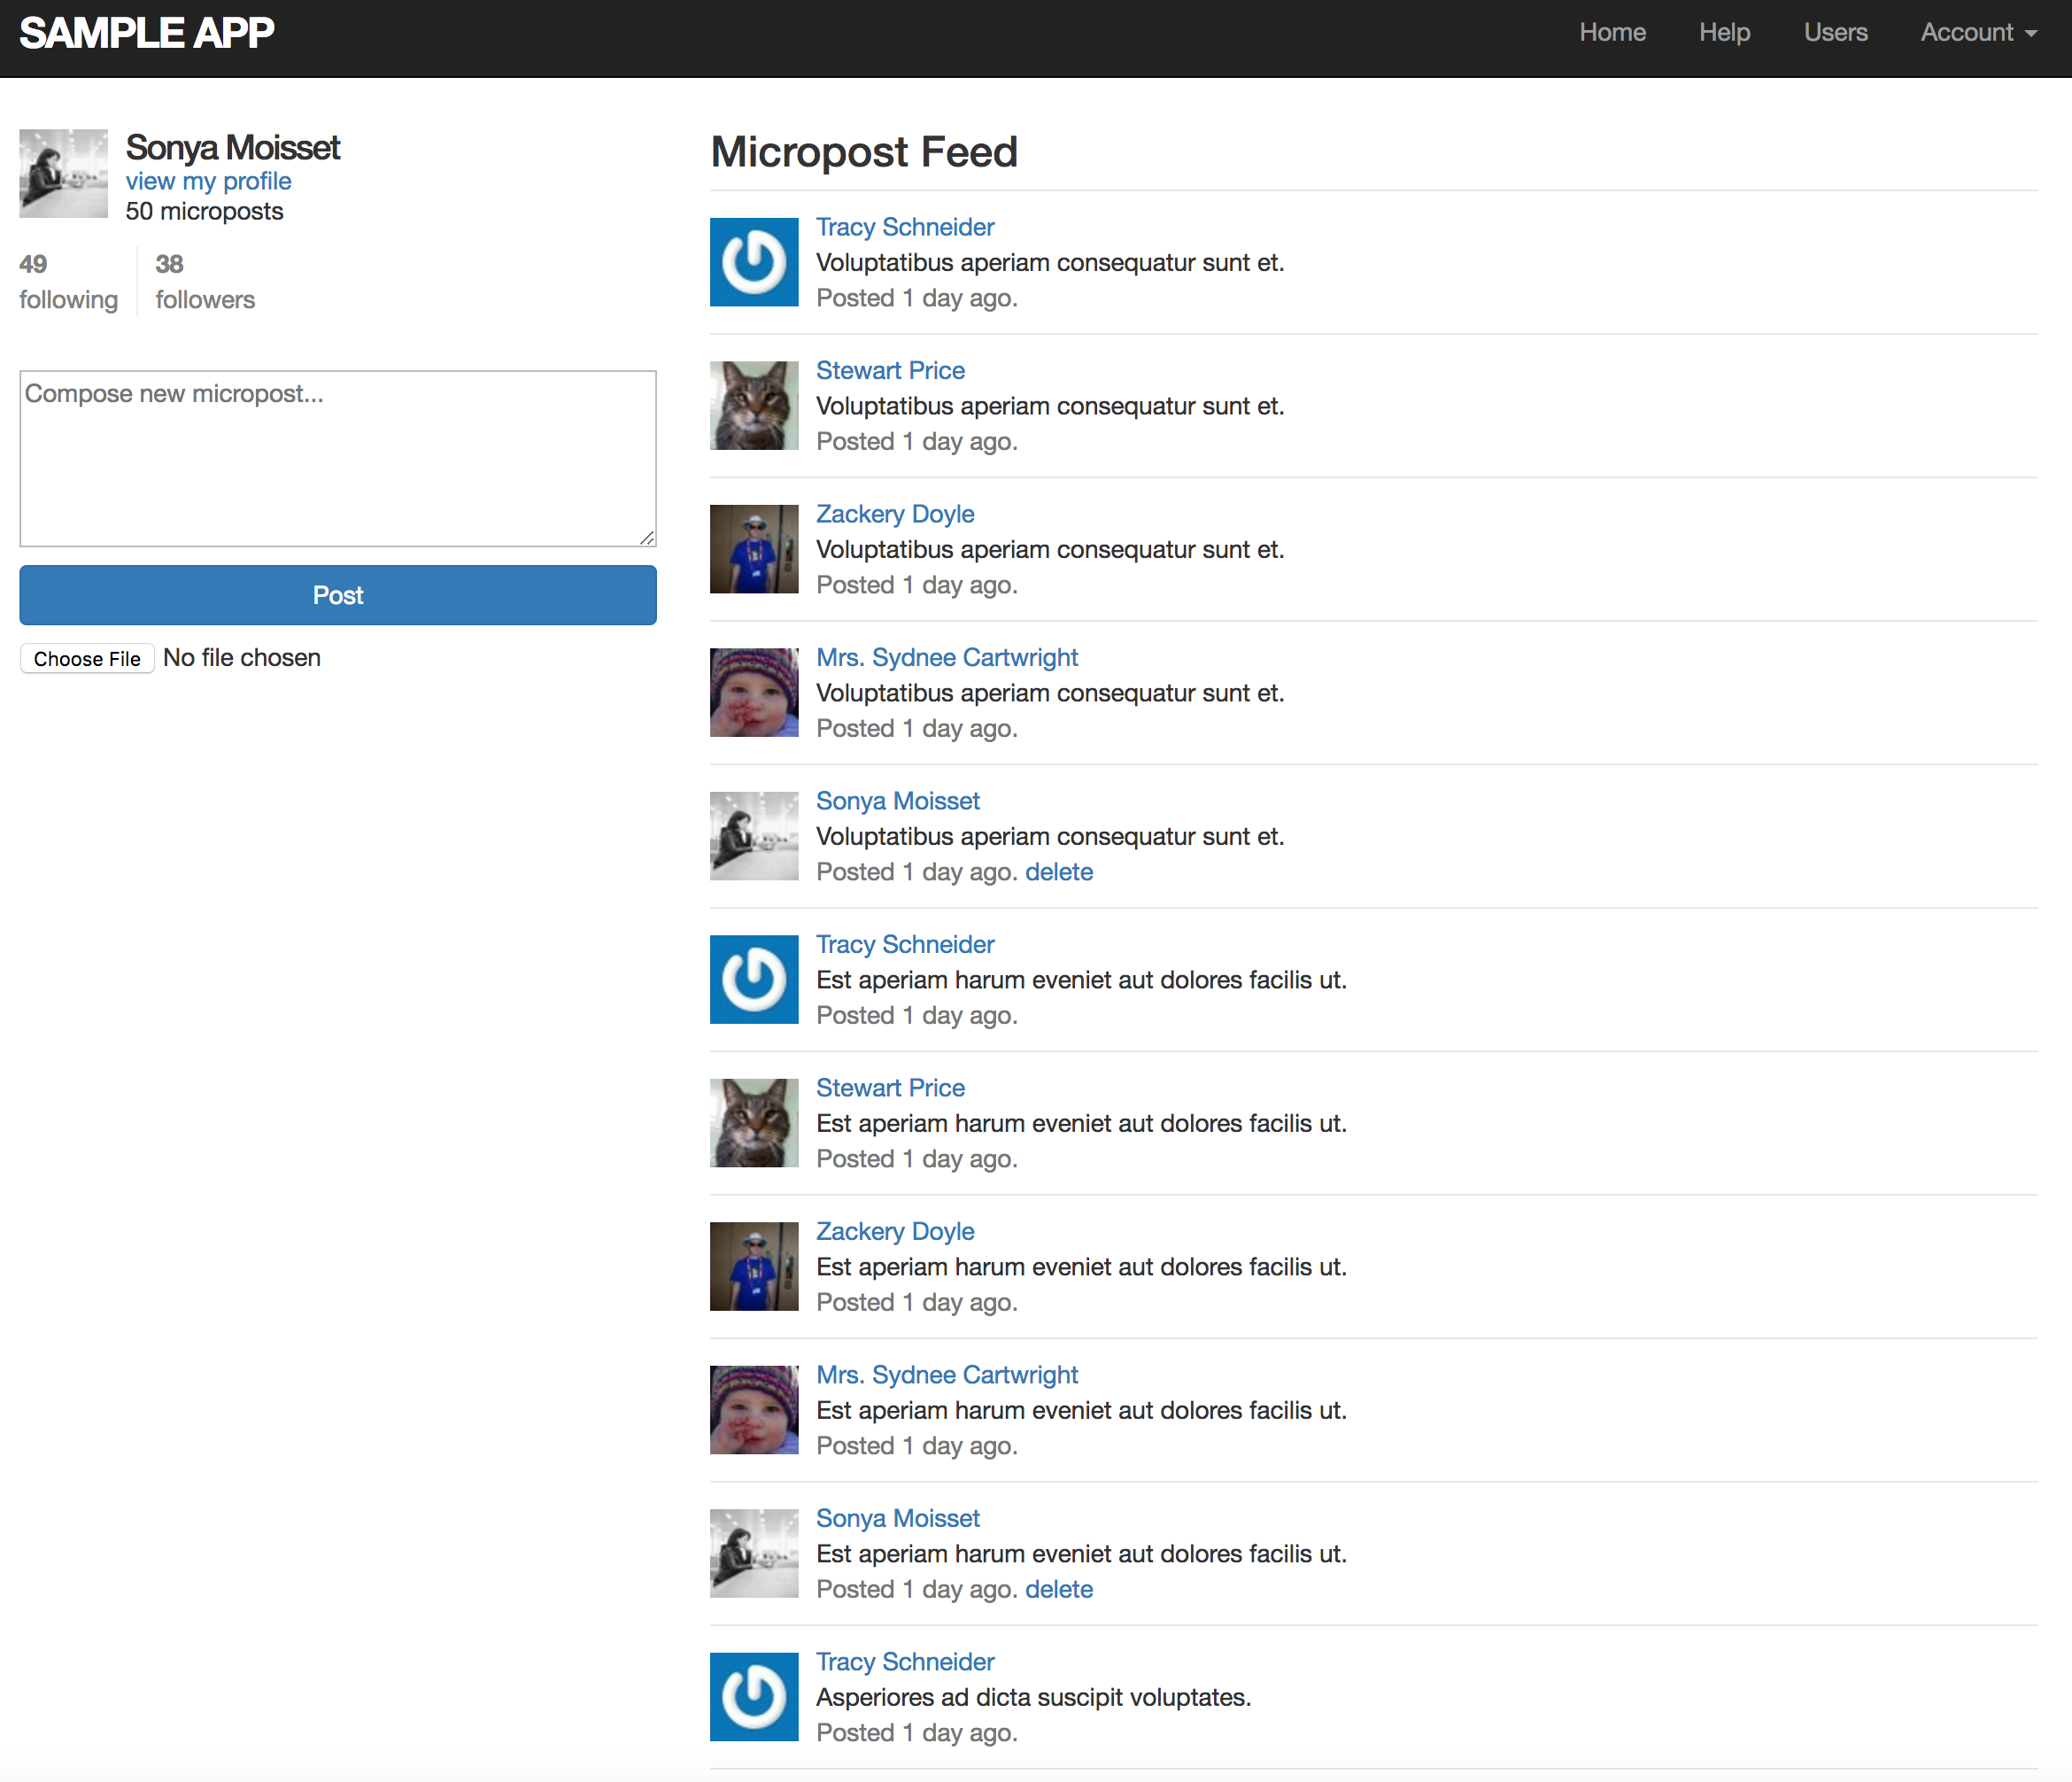 SAMPLE APP
Home Help Users Account
Sonya Moisset
view my profile
50 microposts
49 following
38 followers
Compose new micropost...
Post
Choose File No file chosen
Micropost Feed
Tracy Schneider
Voluptatibus aperiam consequatur sunt et.
Posted 1 day ago.
Stewart Price
Voluptatibus aperiam consequatur sunt et.
Posted 1 day ago.
Zackery Doyle
Voluptatibus aperiam consequatur sunt et.
Posted 1 day ago.
Mrs. Sydnee Cartwright
Voluptatibus aperiam consequatur sunt et.
Posted 1 day ago.
Sonya Moisset
Voluptatibus aperiam consequatur sunt et.
Posted 1 day ago. delete
Tracy Schneider
Est aperiam harum eveniet aut dolores facilis ut.
Posted 1 day ago.
Stewart Price
Est aperiam harum eveniet aut dolores facilis ut.
Posted 1 day ago.
Zackery Doyle
Est aperiam harum eveniet aut dolores facilis ut.
Posted 1 day ago.
Mrs. Sydnee Cartwright
Est aperiam harum eveniet aut dolores facilis ut.
Posted 1 day ago.
Sonya Moisset
Est aperiam harum eveniet aut dolores facilis ut.
Posted 1 day ago. delete
Tracy Schneider
Asperiores ad dicta suscipit voluptates.
Posted 1 day ago.